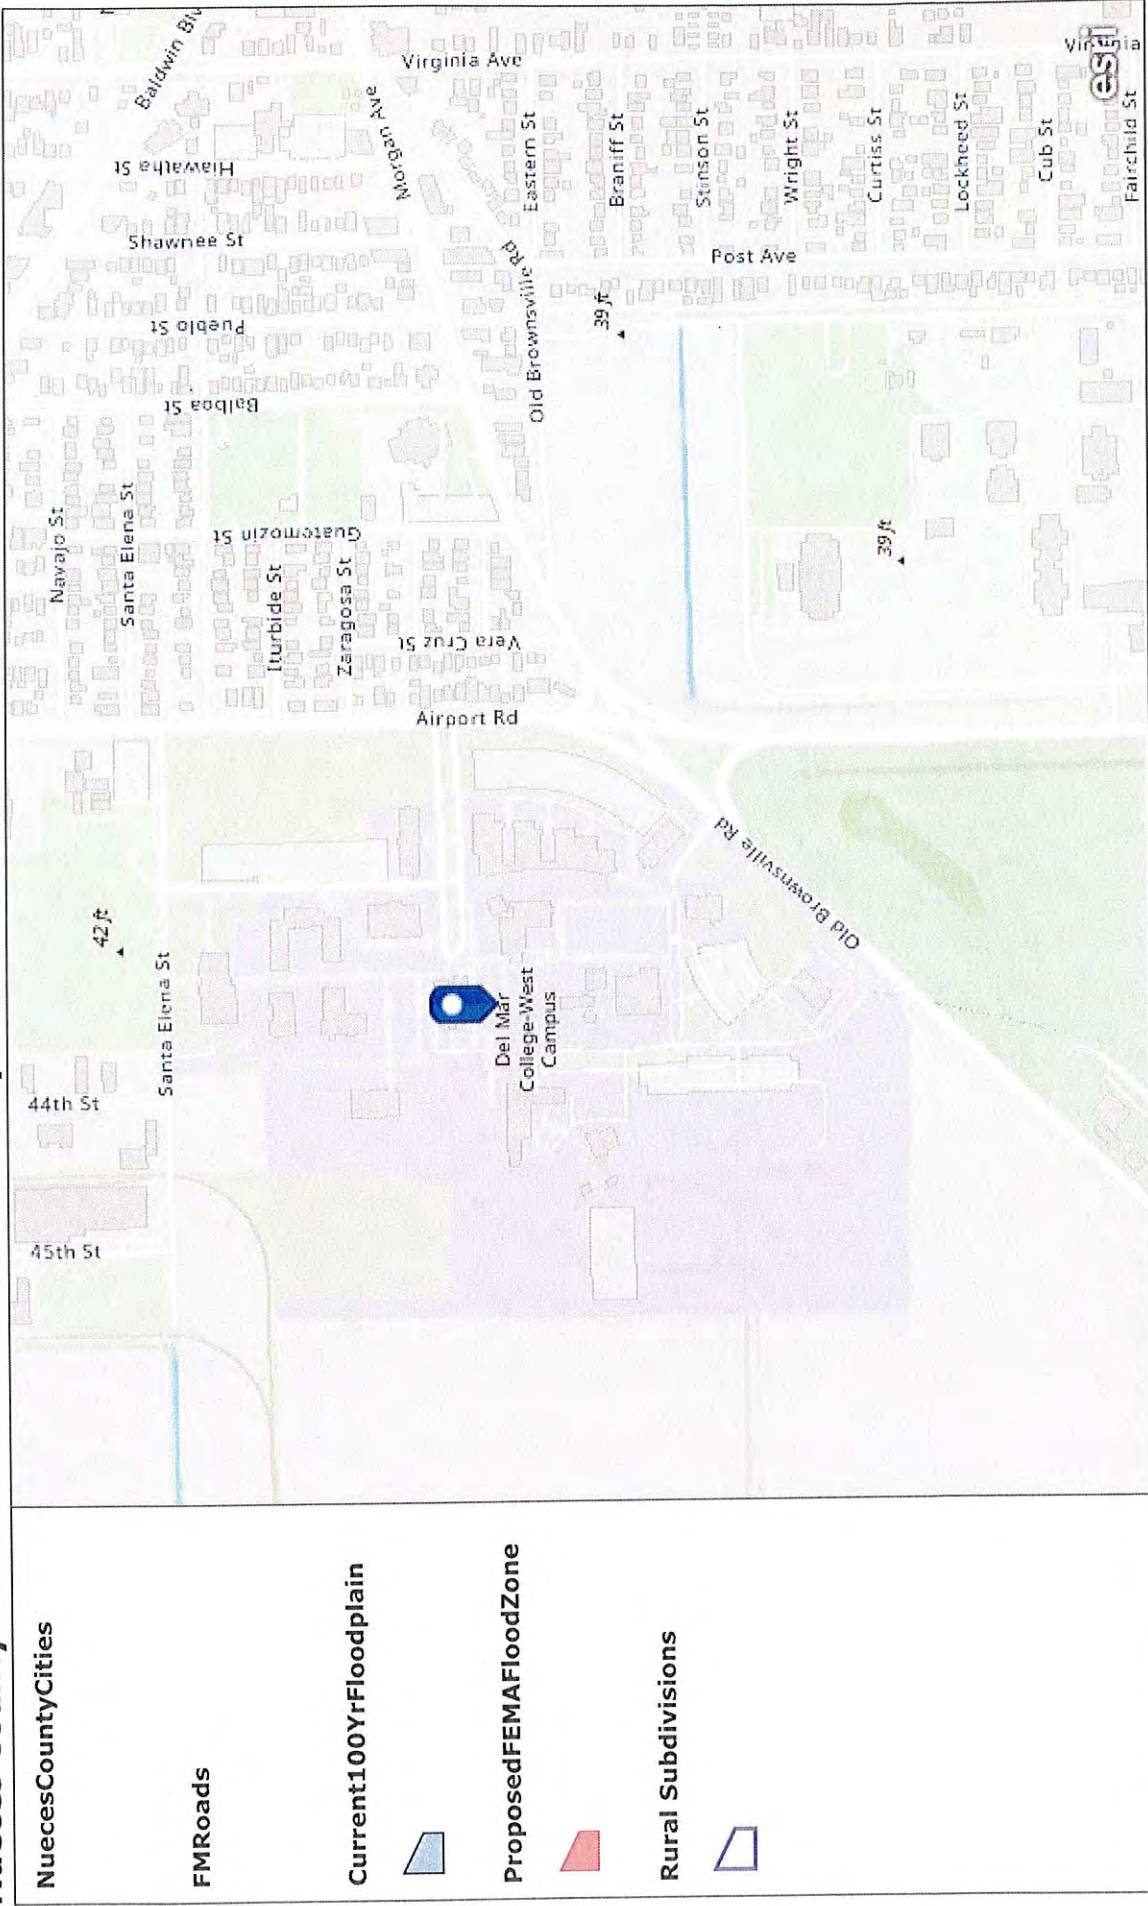 NuecesCountyCities
FMRoads
Current100YrFloodplain
ProposedFEMAFloodZone
Rural Subdivisions
45th St
44th St
Santa Elena St
42 ft
Del Mar
College-West
Campus
Old Brownsville Rd
Airport Rd
Navajo St
Santa Elena St
Iturbide St
Zaragosa St
Vera Cruz St
Guatemozin St
Balboa St
Pueblo St
Shawnee St
Hiawatha St
Baldwin Blv
Morgan Ave
Virginia Ave
Old Brownsville Rd
Eastern St
Braniff St
Stinson St
Wright St
Curtiss St
Lockheed St
Cub St
Fairchild St
Post Ave
39 ft
39 ft
esri